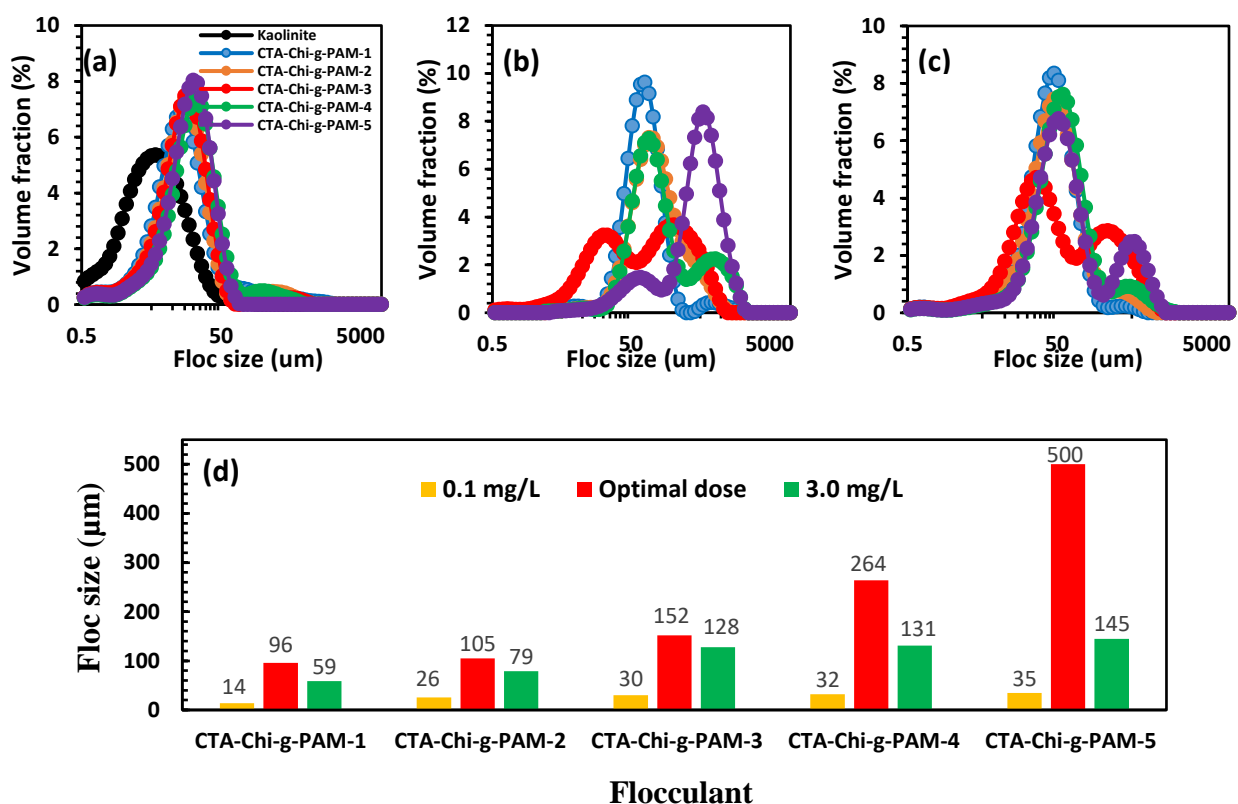 (a)
10
8
6
4
2
0
Volume fraction (%)
Kaolinite
CTA-Chi-g-PAM-1
CTA-Chi-g-PAM-2
CTA-Chi-g-PAM-3
CTA-Chi-g-PAM-4
CTA-Chi-g-PAM-5
0.5 50 5000
Floc size (um)
(b)
12
10
8
6
4
2
0
Volume fraction (%)
0.5 50 5000
Floc size (um)
(c)
10
8
6
4
2
0
Volume fraction (%)
0.5 50 5000
Floc size (um)
(d)
0.1 mg/L Optimal dose 3.0 mg/L
500
400
300
200
100
0
Floc size (µm)
14 96 59
26 105 79
30 152 128
32 264 131
35 500 145
CTA-Chi-g-PAM-1 CTA-Chi-g-PAM-2 CTA-Chi-g-PAM-3 CTA-Chi-g-PAM-4 CTA-Chi-g-PAM-5
Flocculant